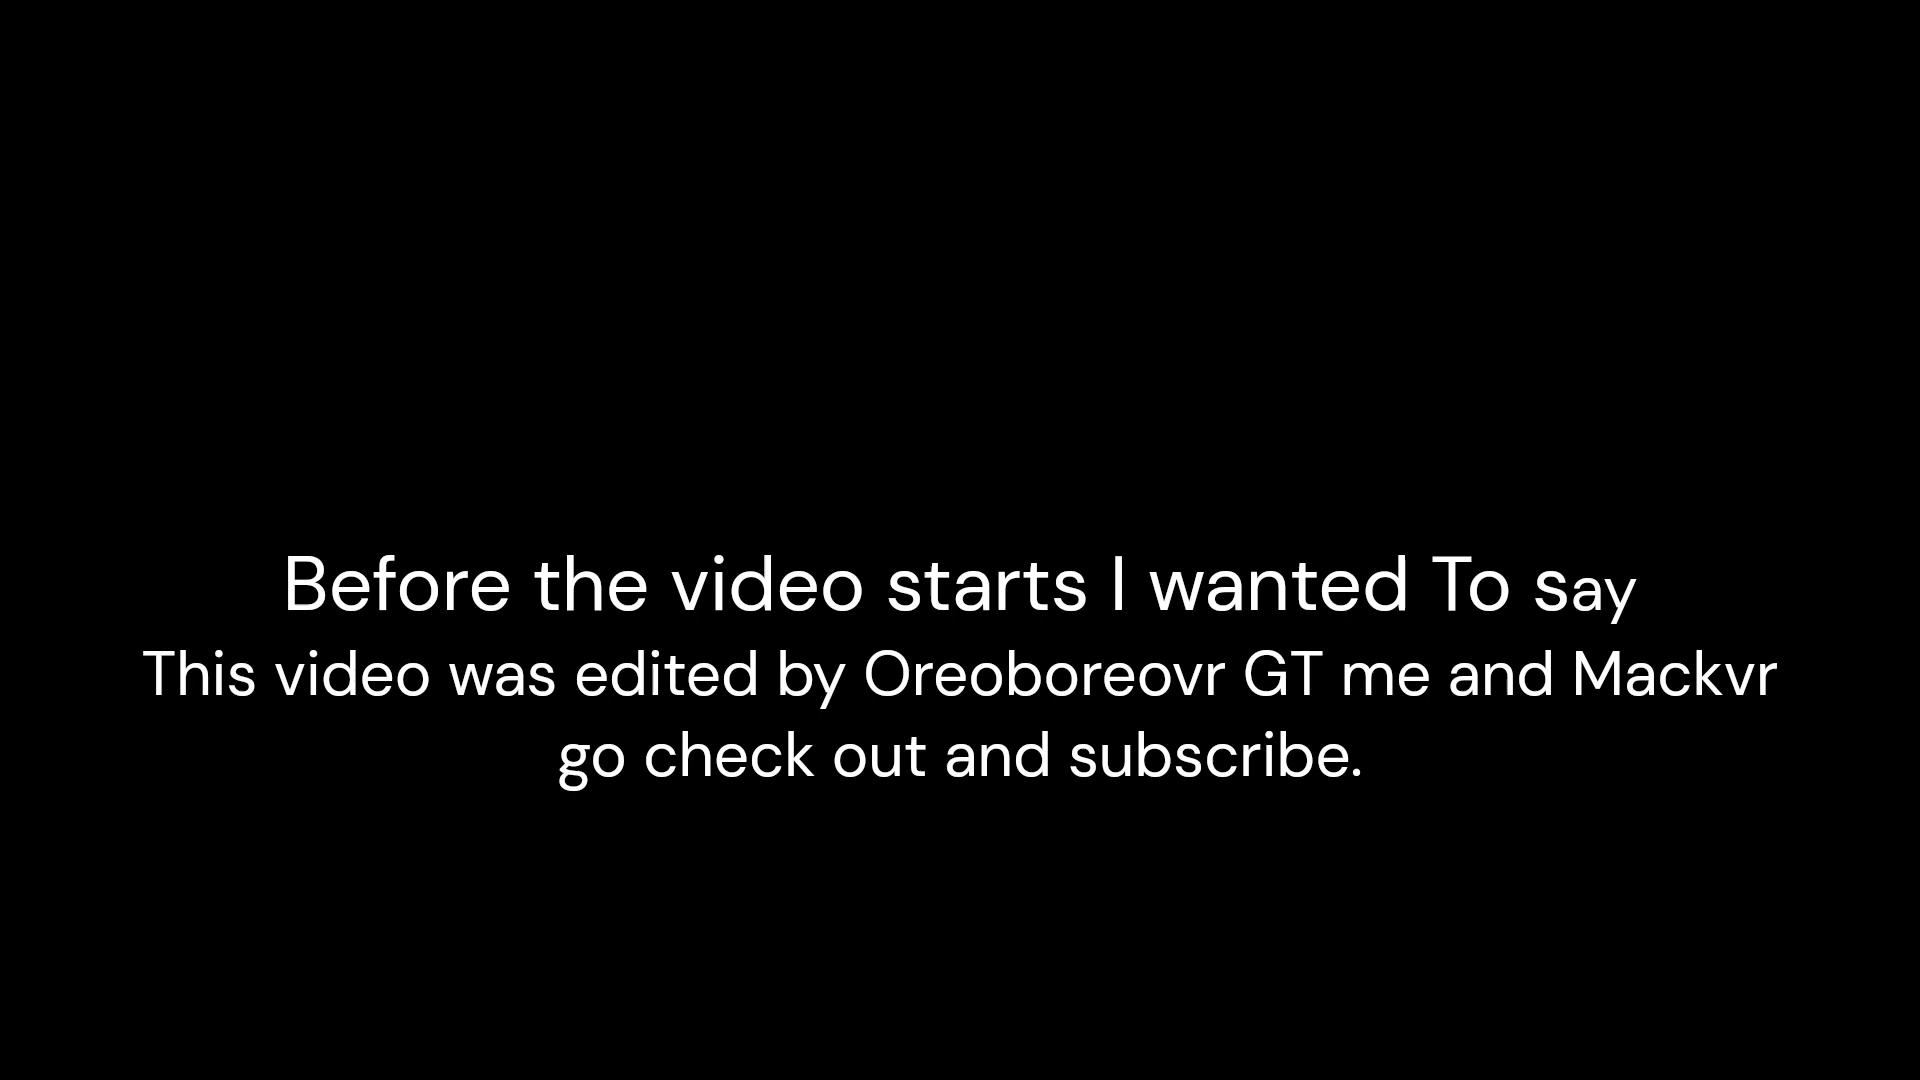 Before the video starts I wanted To say
This video was edited by Oreoboreovr GT me and Mackvr
go check out and subscribe.